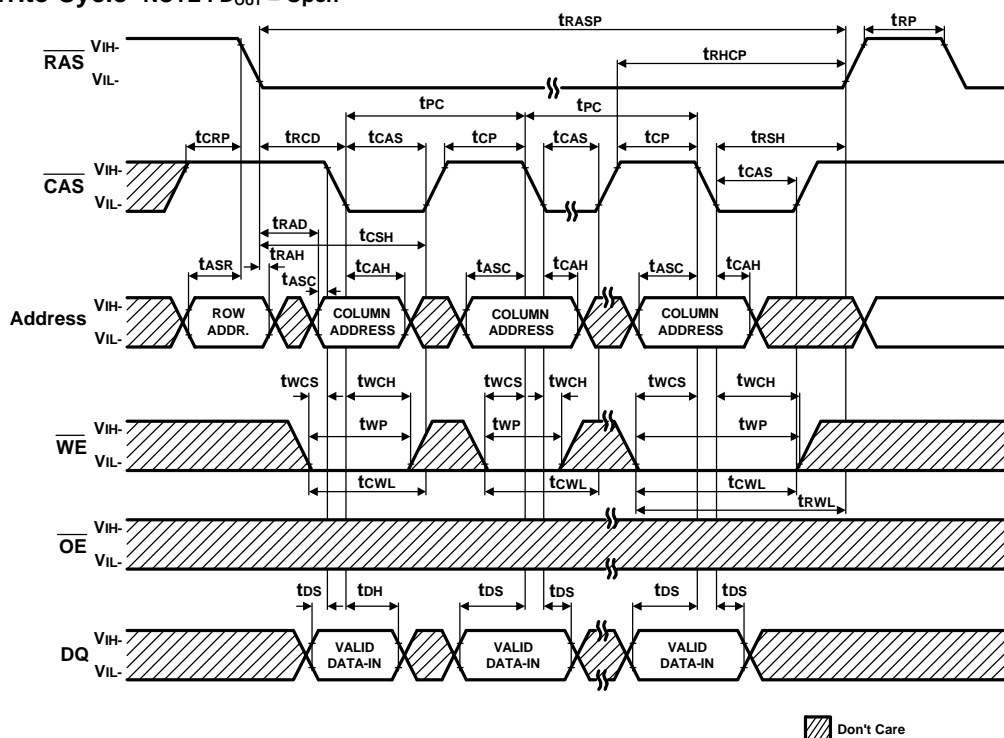 NOTE : DOUT = Open
tRASP
tRP
RAS
VIH-
VIL-
tRHCP
tPC
tPC
tCRP
tRCD
tCAS
tCP
tCAS
tCP
tRSH
CAS
VIH-
VIL-
tCAS
tRAD
tCSH
tASR
tRAH
tASC
tCAH
tASC
tCAH
tASC
tCAH
Address
VIH-
VIL-
ROW
ADDR.
COLUMN
ADDRESS
COLUMN
ADDRESS
COLUMN
ADDRESS
tWCS
tWCH
tWCS
tWCH
tWCS
tWCH
WE
VIH-
VIL-
tWP
tWP
tWP
tCWL
tCWL
tCWL
tRWL
OE
VIH-
VIL-
tDS
tDH
tDS
tDS
tDS
tDS
DQ
VIH-
VIL-
VALID
DATA-IN
VALID
DATA-IN
VALID
DATA-IN
Don't Care